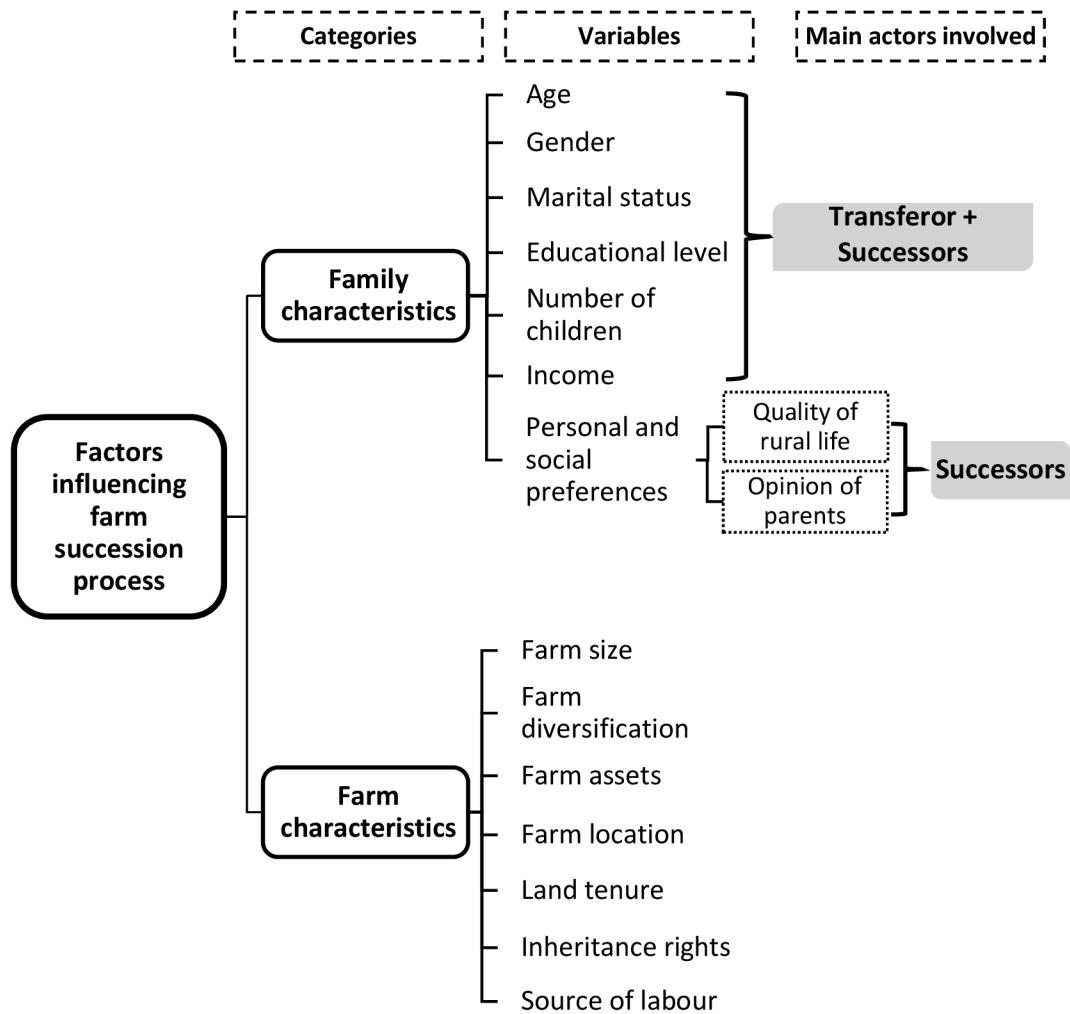 Categories
Variables
Main actors involved
Age
Gender
Marital status
Educational level
Number of
children
Income
Personal and
social
preferences
Transferor +
Successors
Quality of
rural life
Opinion of
parents
Successors
Family
characteristics
Factors
influencing
farm
succession
process
Farm
characteristics
Farm size
Farm
diversification
Farm assets
Farm location
Land tenure
Inheritance rights
Source of labour